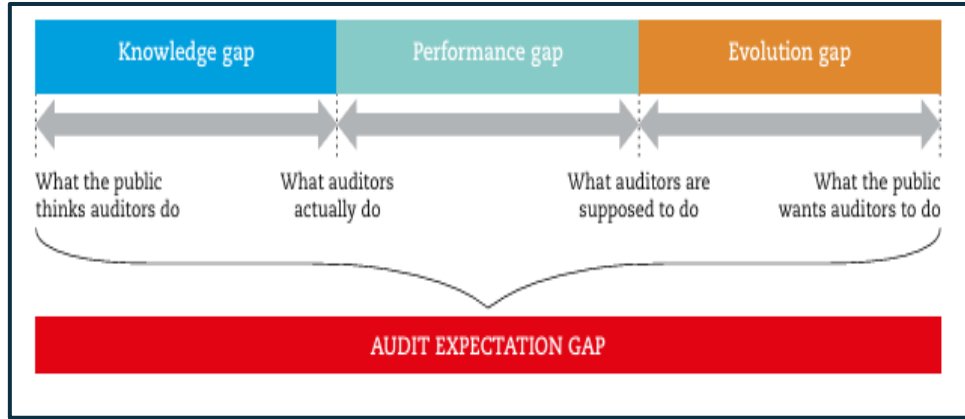 Knowledge gap
Performance gap
Evolution gap
What the public
thinks auditors do
What auditors
actually do
What auditors are
supposed to do
What the public
wants auditors to do
AUDIT EXPECTATION GAP